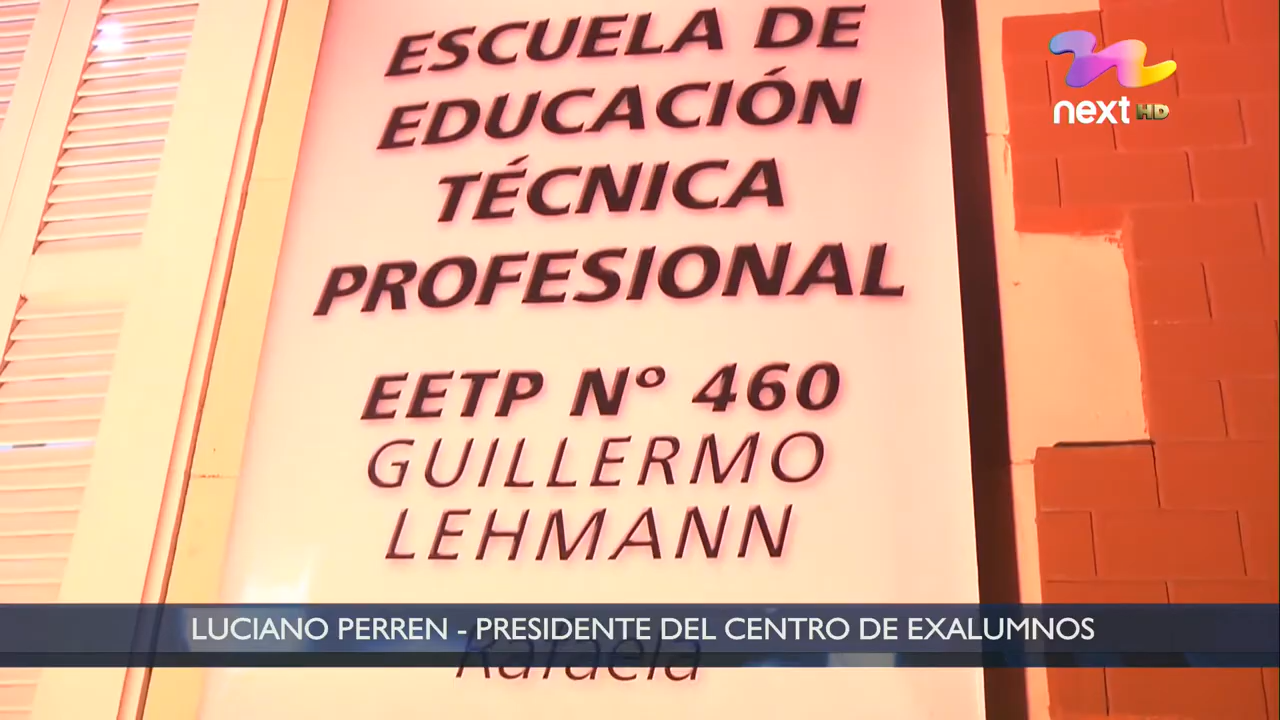 ESCUELA DE
EDUCACIÓN
TÉCNICA
PROFESIONAL
EETP Nº 460
GUILLERMO
LEHMANN
Rafaela
next HD
LUCIANO PERREN - PRESIDENTE DEL CENTRO DE EXALUMNOS